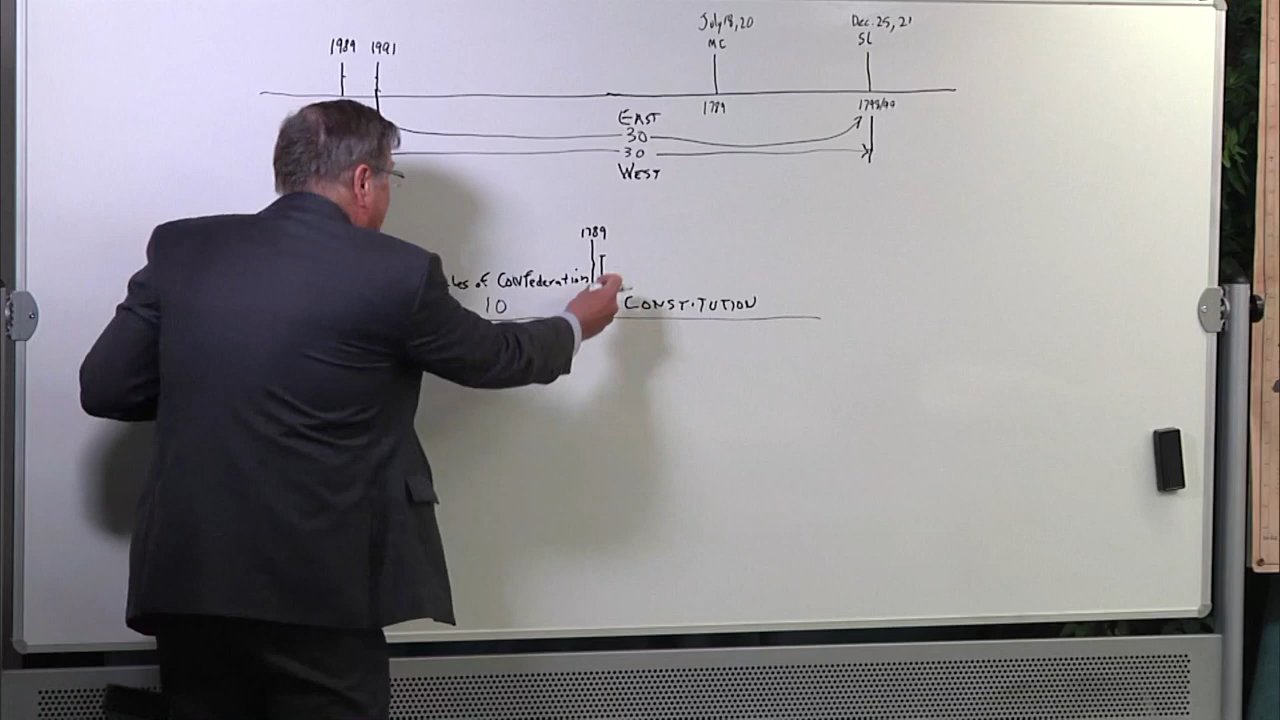 July 18, 20
Dec. 25, 21
MC
SL
1989 1991
1789
1798/99
EAST
30
30
WEST
1789
of Confederation
10
CONSTITUTION